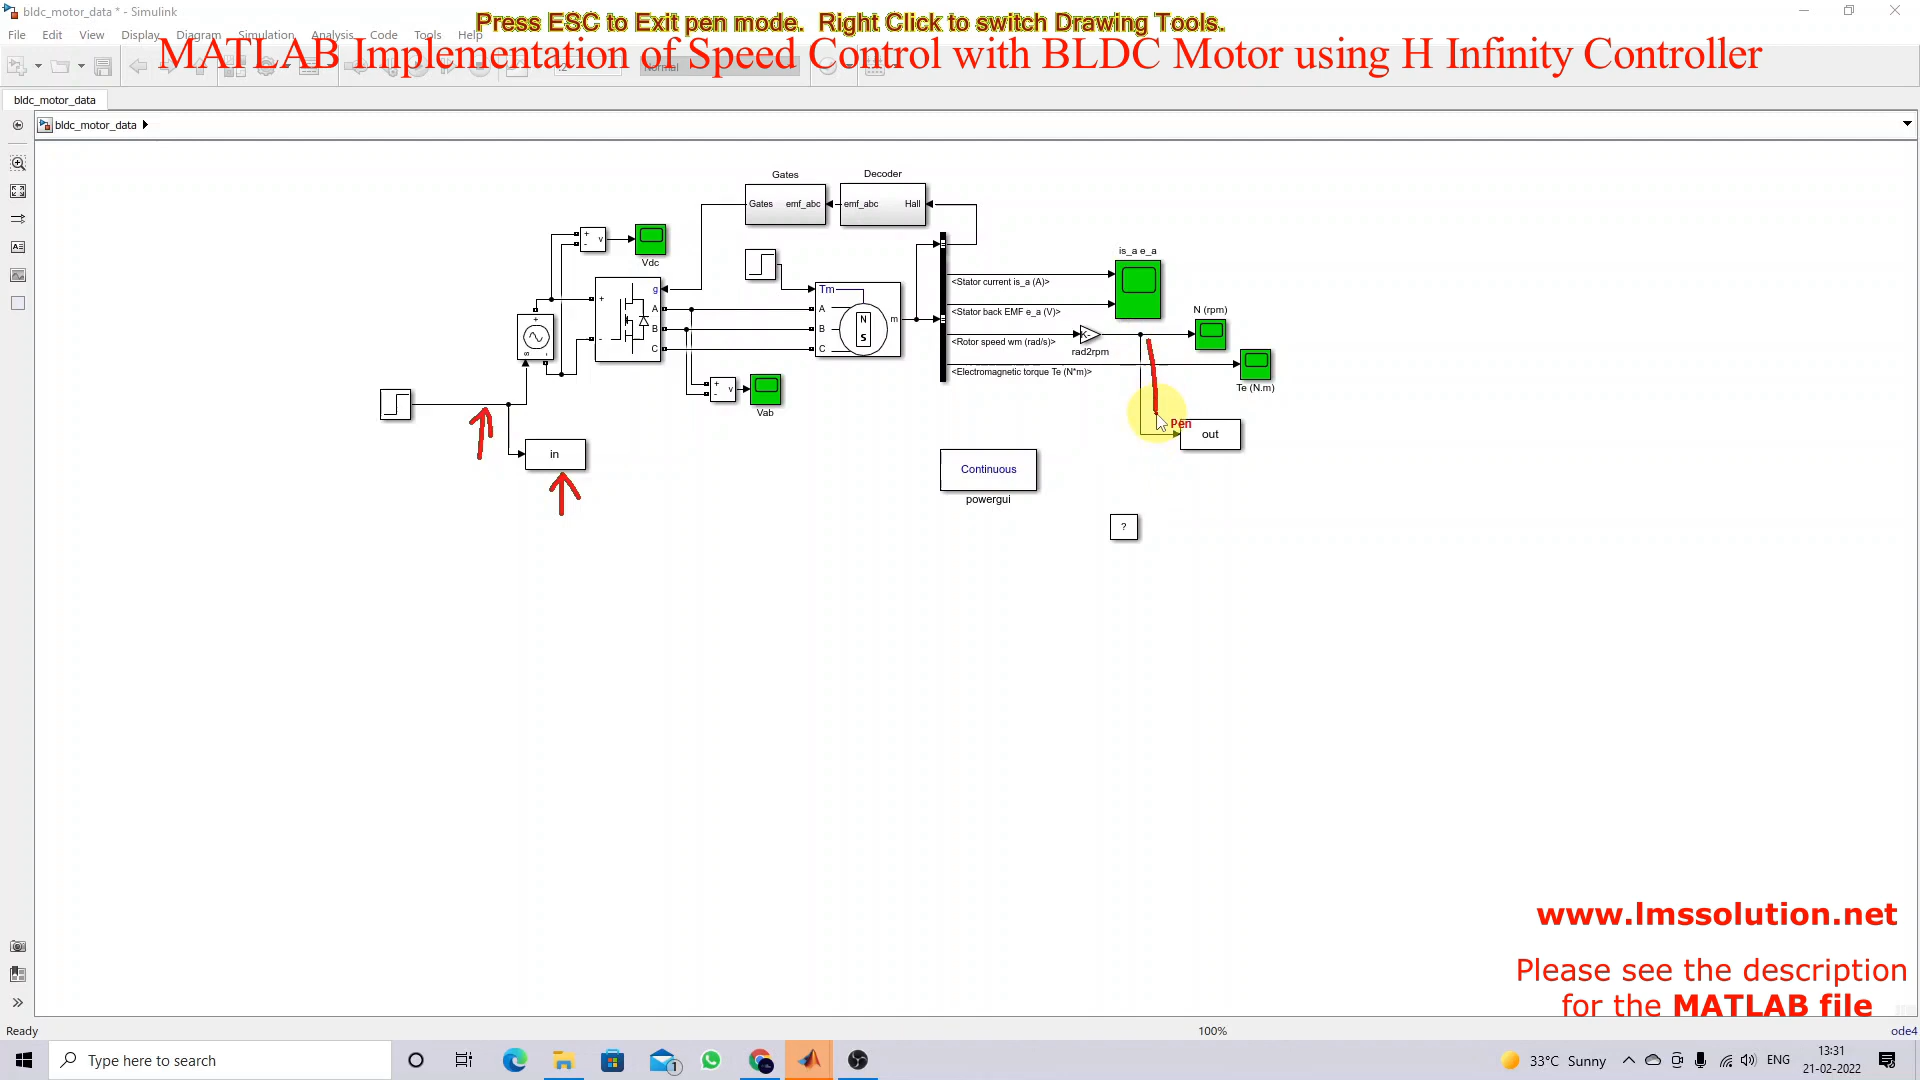 bldc_motor_data * - Simulink
Press ESC to Exit pen mode. Right Click to switch Drawing Tools.
File Edit View Display Diagram Simulation Analysis Code Tools Help
MATLAB Implementation of Speed Control with BLDC Motor using H Infinity Controller
Normal
bldc_motor_data
bldc_motor_data
Gates
Decoder
Gates emf_abc
emf_abc Hall
+ - v
Vdc
is_a e_a
g
+
A
B
-
C
Tm
A
B
C
N
S
m
<Stator current is_a (A)>
<Stator back EMF e_a (V)>
<Rotor speed wm (rad/s)>
<Electromagnetic torque Te (N*m)>
K-
rad2rpm
N (rpm)
Te (N.m)
+
s -
+ - v
Vab
in
Pen
out
Continuous
powergui
?
www.lmssolution.net
Please see the description
for the MATLAB file
Ready
100%
ode4
Type here to search
1
33°C Sunny
ENG
13:31
21-02-2022